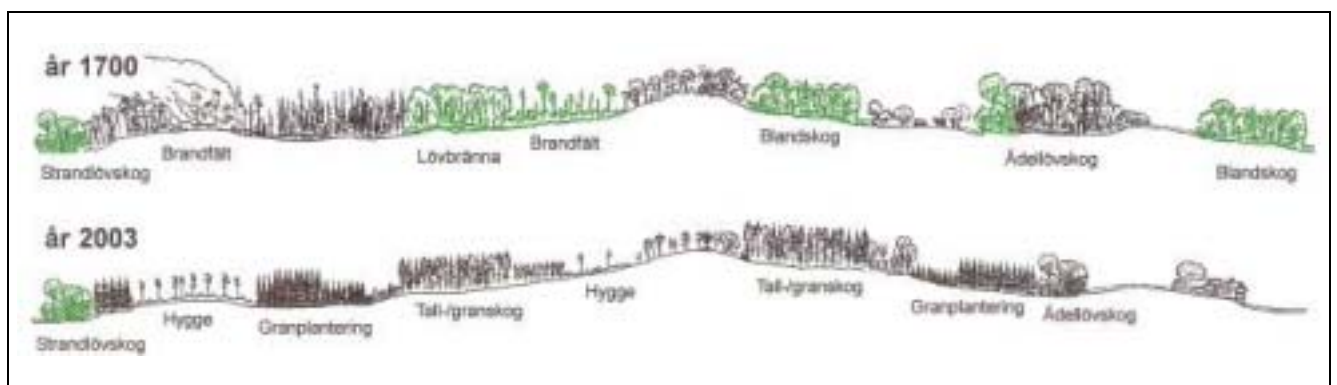 år 1700
Strandlövskog
Brandfält
Lövbränna
Brandfält
Blandskog
Ädellövskog
Blandskog
år 2003
Strandlövskog
Hygge
Granplantering
Tall-/granskog
Hygge
Tall-/granskog
Granplantering
Ädellövskog